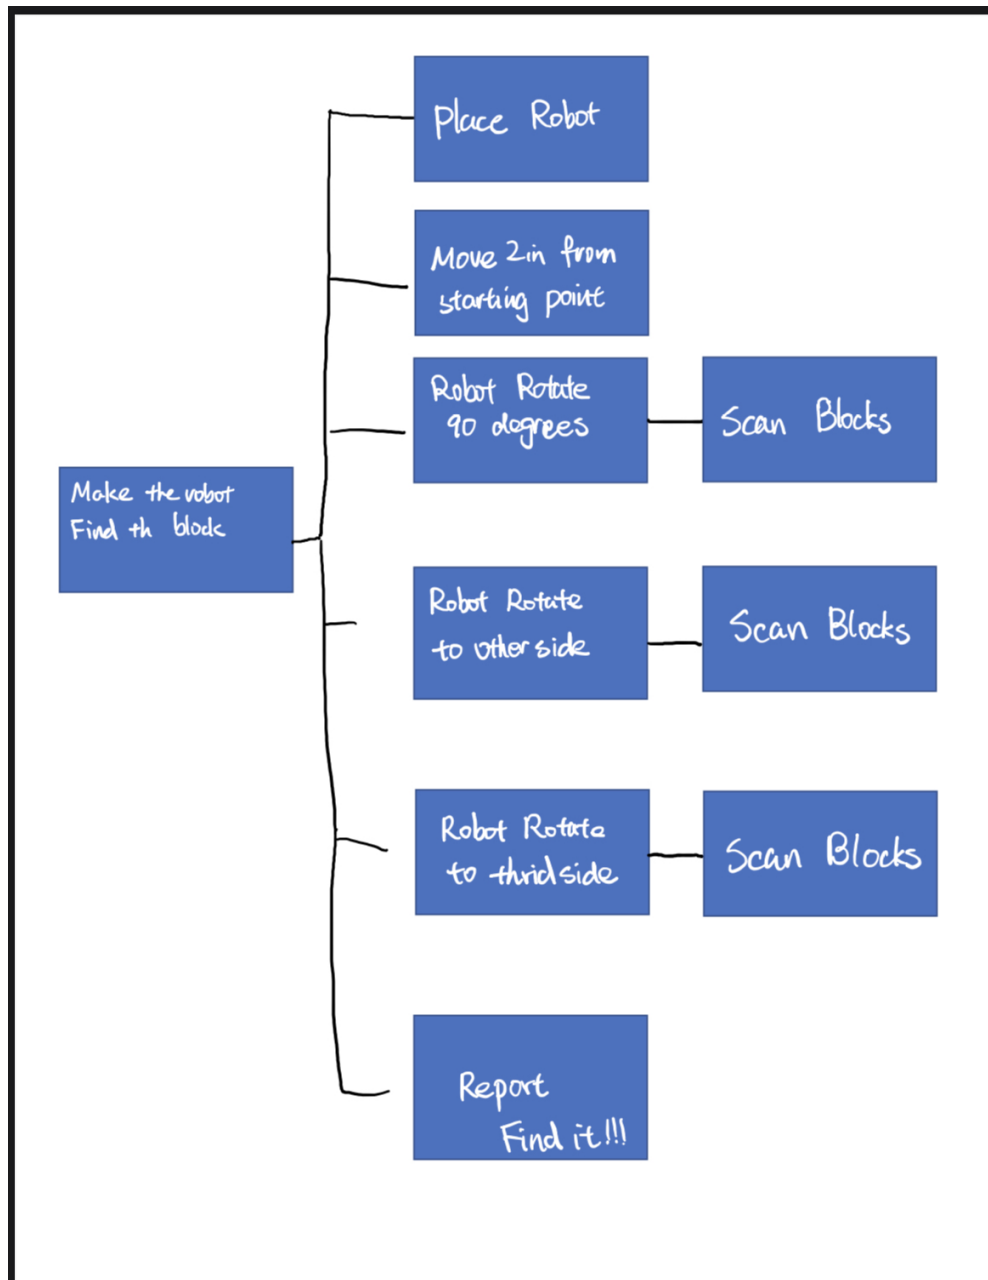 Place Robot
Move 2in from
starting point
Robot Rotate
90 degrees
Scan Blocks
Make the robot
Find th block
Robot Rotate
to other side
Scan Blocks
Robot Rotate
to thrid side
Scan Blocks
Report
Find it!!!